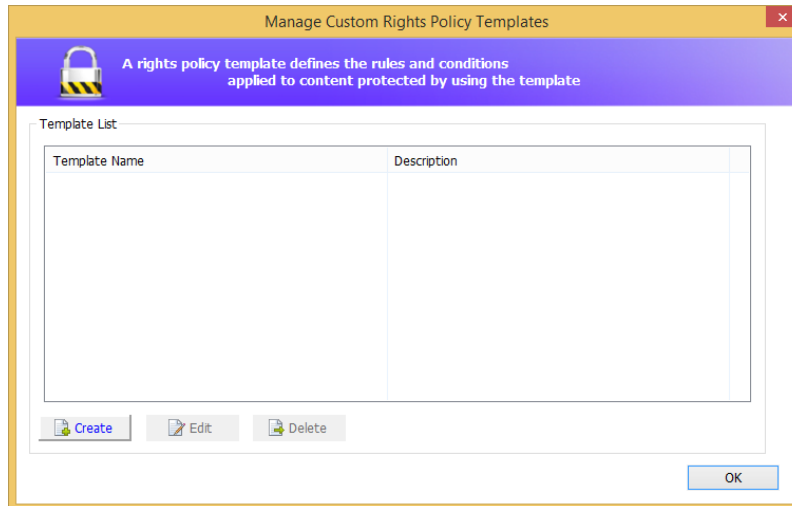 Manage Custom Rights Policy Templates
A rights policy template defines the rules and conditions
applied to content protected by using the template
Template List
Template Name Description
Create Edit Delete
OK